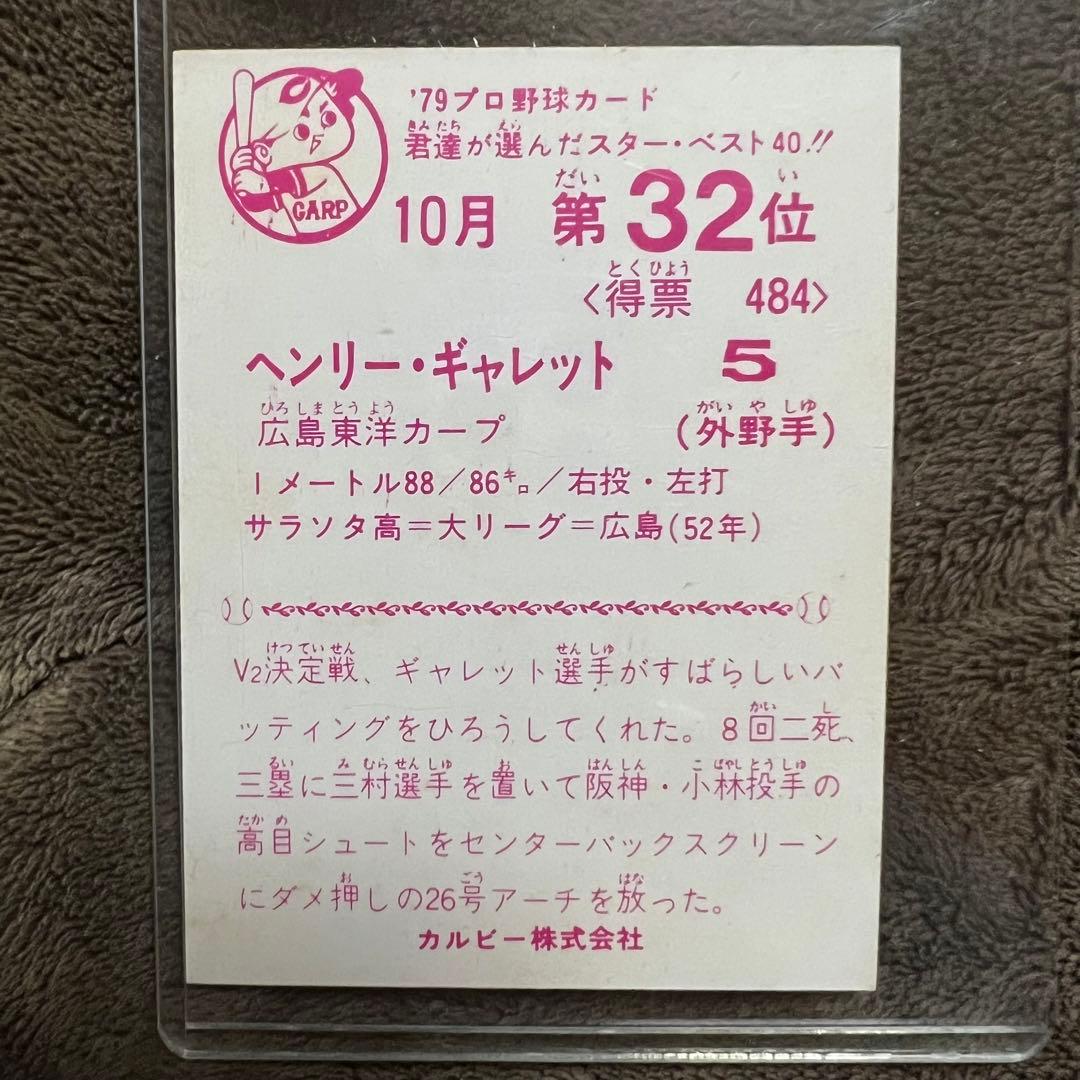 '79プロ野球カード
君達が選んだスター・ベスト40!!
10月 第32位
<得票 484>
ヘンリー・ギャレット 5
広島東洋カープ (外野手)
1メートル88/86キロ/右投・左打
サラソタ高=大リーグ=広島(52年)
V2決定戦、ギャレット選手がすばらしいバ
ッティングをひろうしてくれた。8回二死、
三塁に三村選手を置いて阪神・小林投手の
高目シュートをセンターバックスクリーン
にダメ押しの26号アーチを放った。
カルビー株式会社
CARP